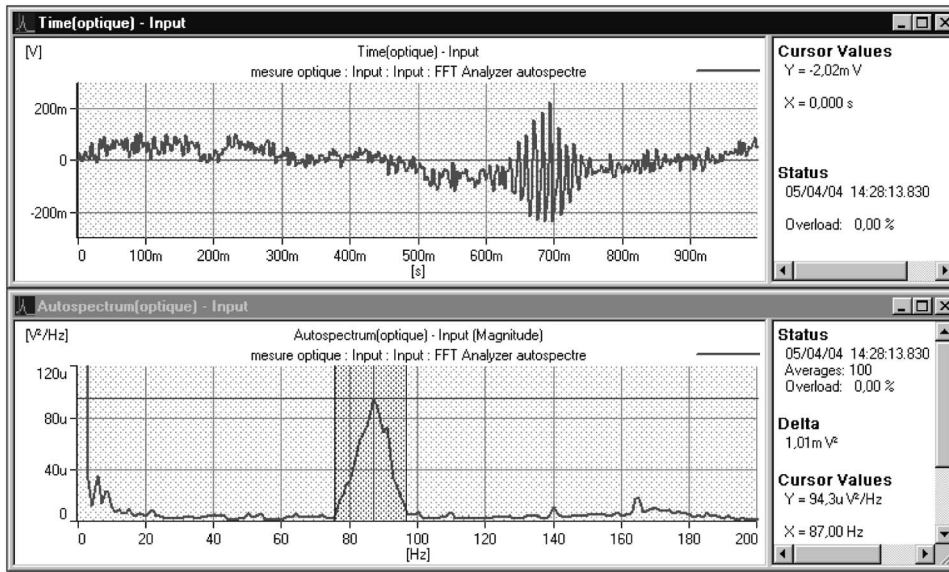 Time(optique) - Input
[V]
Time(optique) - Input
mesure optique : Input : Input : FFT Analyzer autospectre
200m
0
-200m
0 100m 200m 300m 400m 500m 600m 700m 800m 900m
[s]
Cursor Values
Y = -2,02m V
X = 0,000 s
Status
05/04/04 14:28:13.830
Overload: 0,00 %
Autospectrum(optique) - Input
[V²/Hz]
Autospectrum(optique) - Input (Magnitude)
mesure optique : Input : Input : FFT Analyzer autospectre
120u
80u
40u
0
0 20 40 60 80 100 120 140 160 180 200
[Hz]
Status
05/04/04 14:28:13.830
Averages: 100
Overload: 0,00 %
Delta
1,01m V²
Cursor Values
Y = 94,3u V²/Hz
X = 87,00 Hz